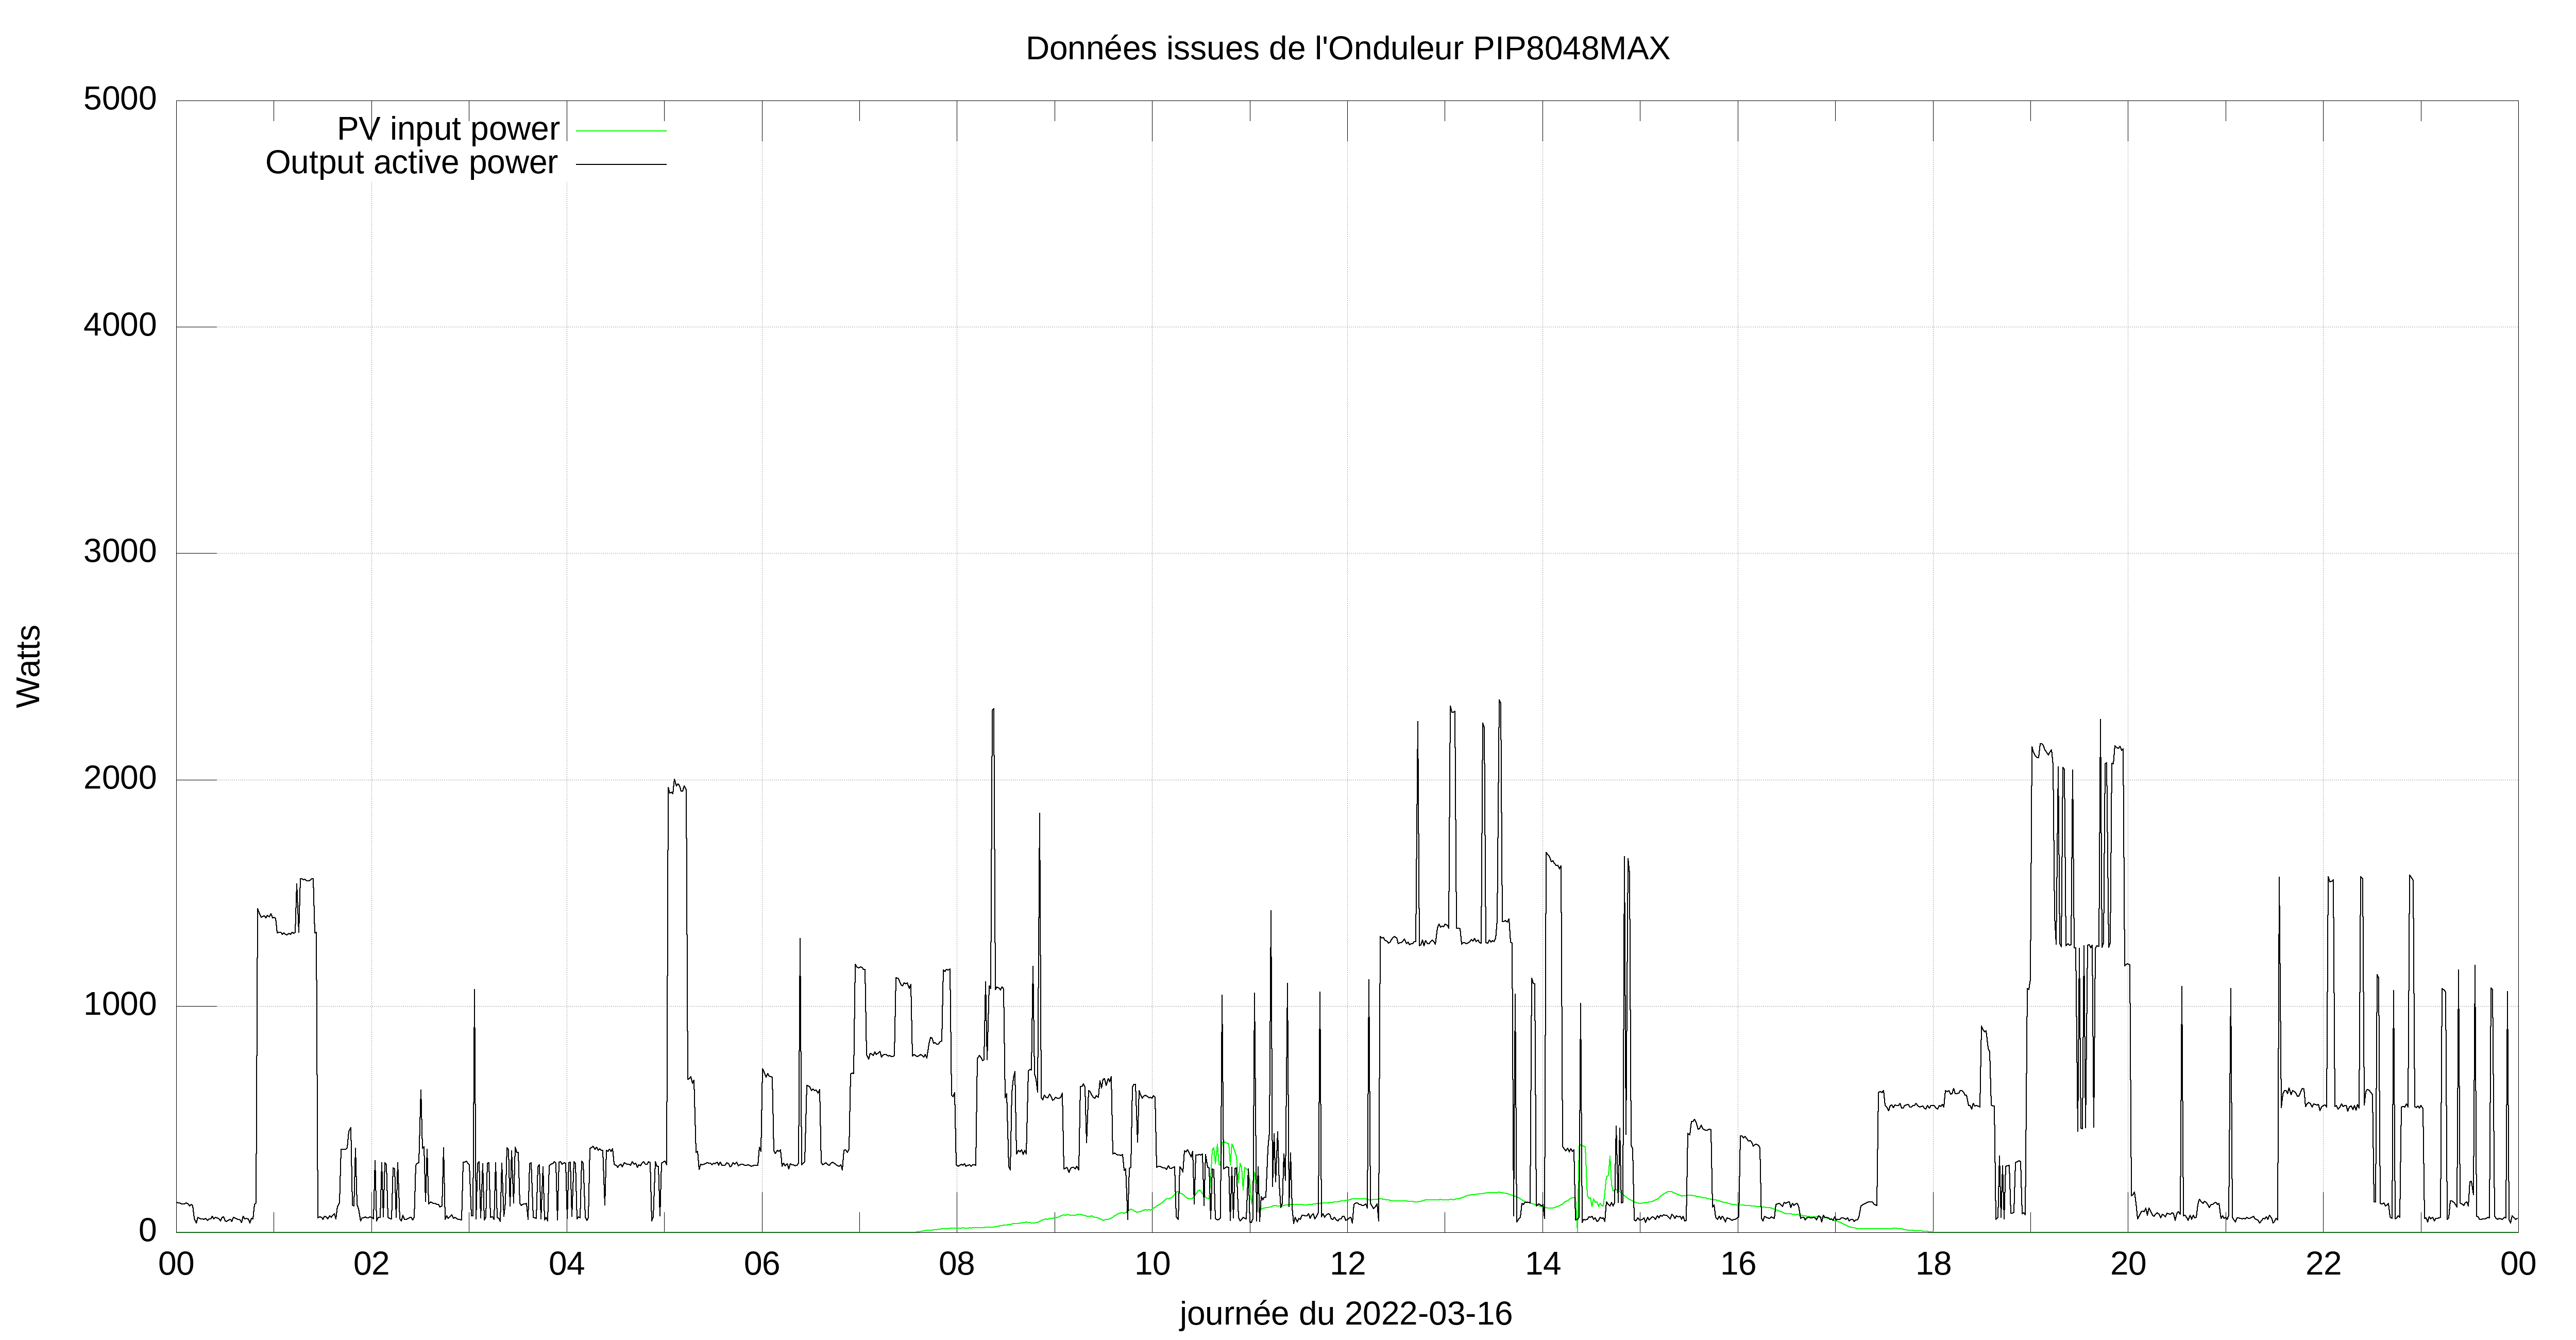 Données issues de l'Onduleur PIP8048MAX
5000
PV input power
Output active power
4000
3000
Watts
2000
1000
0
00 02 04 06 08 10 12 14 16 18 20 22 00
journée du 2022-03-16